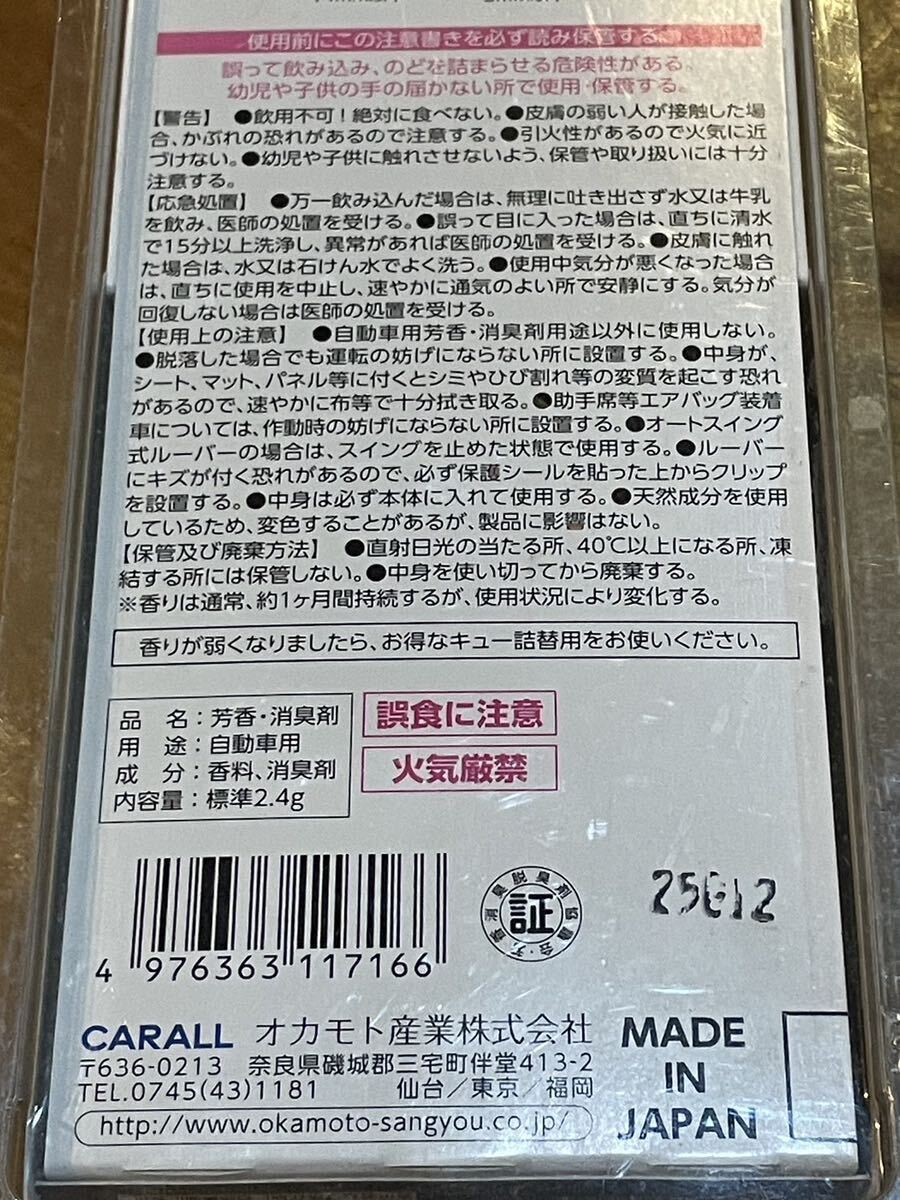 使用前にこの注意書きを必ず読み保管する。
誤って飲み込み、のどを詰まらせる危険性がある。
幼児や子供の手の届かない所で使用・保管する。
【警告】 ●飲用不可!絶対に食べない。●皮膚の弱い人が接触した場
合、かぶれの恐れがあるので注意する。●引火性があるので火気に近
づけない。●幼児や子供に触れさせないよう、保管や取り扱いには十分
注意する。
【応急処置】 ●万一飲み込んだ場合は、無理に吐き出さず水又は牛乳
を飲み、医師の処置を受ける。●誤って目に入った場合は、直ちに清水
で15分以上洗浄し、異常があれば医師の処置を受ける。●皮膚に触れ
た場合は、水又は石けん水でよく洗う。●使用中気分が悪くなった場合
は、直ちに使用を中止し、速やかに通気のよい所で安静にする。気分が
回復しない場合は医師の処置を受ける。
【使用上の注意】 ●自動車用芳香・消臭剤用途以外に使用しない。
●脱落した場合でも運転の妨げにならない所に設置する。●中身が、
シート、マット、パネル等に付くとシミやひび割れ等の変質を起こす恐れ
があるので、速やかに布等で十分拭き取る。●助手席等エアバッグ装着
車については、作動時の妨げにならない所に設置する。●オートスイング
式ルーバーの場合は、スイングを止めた状態で使用する。●ルーバー
にキズが付く恐れがあるので、必ず保護シールを貼った上からクリップ
を設置する。●中身は必ず本体に入れて使用する。●天然成分を使用
しているため、変色することがあるが、製品に影響はない。
【保管及び廃棄方法】 ●直射日光の当たる所、40℃以上になる所、凍
結する所には保管しない。●中身を使い切ってから廃棄する。
※香りは通常、約1ヶ月間持続するが、使用状況により変化する。
香りが弱くなりましたら、お得なキュー詰替用をお使いください。
品 名:芳香・消臭剤
用 途:自動車用
成 分:香料、消臭剤
内容量:標準2.4g
誤食に注意
火気厳禁
芳香消臭脱臭剤協議会
証
4 976363 117166
CARALL オカモト産業株式会社
〒636-0213 奈良県磯城郡三宅町伴堂413-2
TEL.0745(43)1181 仙台/東京/福岡
http://www.okamoto-sangyou.co.jp/
MADE
IN
JAPAN